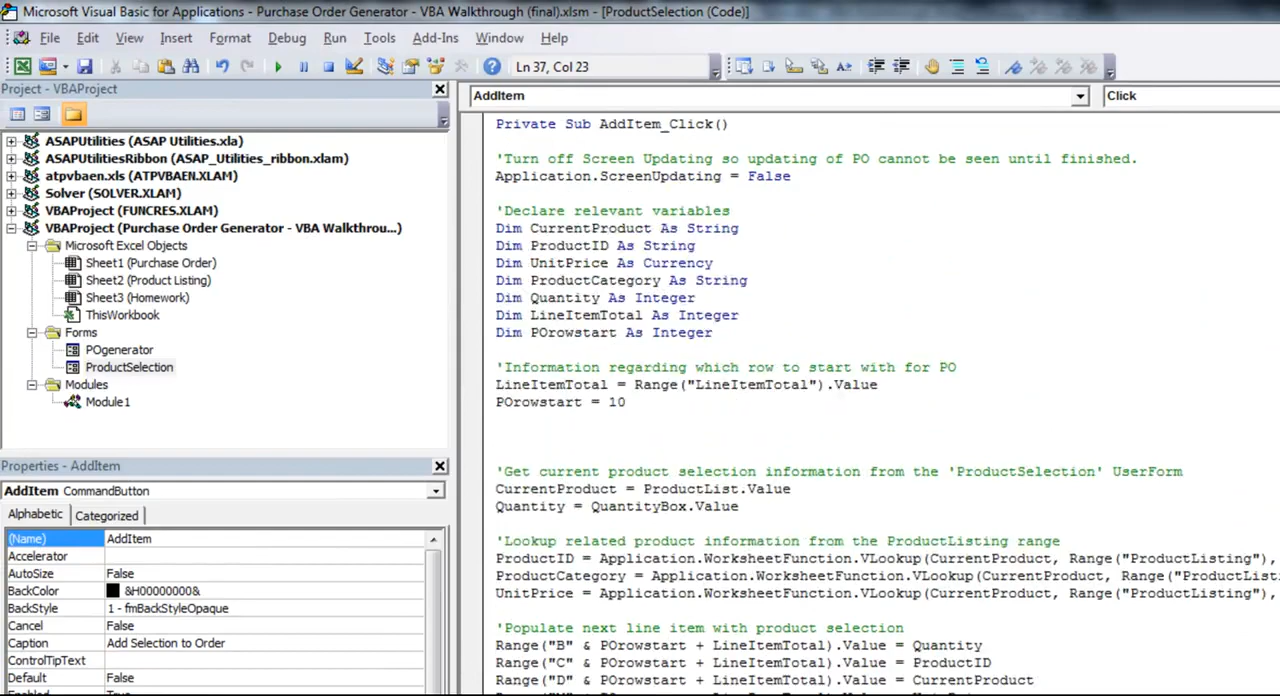 Microsoft Visual Basic for Applications - Purchase Order Generator - VBA Walkthrough (final).xlsm - [ProductSelection (Code)]
File Edit View Insert Format Debug Run Tools Add-Ins Window Help
Ln 37, Col 23
Project - VBAProject
ASAPUtilities (ASAP Utilities.xla)
ASAPUtilitiesRibbon (ASAP_Utilities_ribbon.xlam)
atpvbaen.xls (ATPVBAEN.XLAM)
Solver (SOLVER.XLAM)
VBAProject (FUNCRES.XLAM)
VBAProject (Purchase Order Generator - VBA Walkthrou...)
Microsoft Excel Objects
Sheet1 (Purchase Order)
Sheet2 (Product Listing)
Sheet3 (Homework)
ThisWorkbook
Forms
POgenerator
ProductSelection
Modules
Module1
Properties - AddItem
AddItem CommandButton
Alphabetic Categorized
(Name) AddItem
Accelerator
AutoSize False
BackColor &H00000000&
BackStyle 1 - fmBackStyleOpaque
Cancel False
Caption Add Selection to Order
ControlTipText
Default False
AddItem Click
Private Sub AddItem_Click()
'Turn off Screen Updating so updating of PO cannot be seen until finished.
Application.ScreenUpdating = False
'Declare relevant variables
Dim CurrentProduct As String
Dim ProductID As String
Dim UnitPrice As Currency
Dim ProductCategory As String
Dim Quantity As Integer
Dim LineItemTotal As Integer
Dim POrowstart As Integer
'Information regarding which row to start with for PO
LineItemTotal = Range("LineItemTotal").Value
POrowstart = 10
'Get current product selection information from the 'ProductSelection' UserForm
CurrentProduct = ProductList.Value
Quantity = QuantityBox.Value
'Lookup related product information from the ProductListing range
ProductID = Application.WorksheetFunction.VLookup(CurrentProduct, Range("ProductListing"),
ProductCategory = Application.WorksheetFunction.VLookup(CurrentProduct, Range("ProductListi
UnitPrice = Application.WorksheetFunction.VLookup(CurrentProduct, Range("ProductListing"),
'Populate next line item with product selection
Range("B" & POrowstart + LineItemTotal).Value = Quantity
Range("C" & POrowstart + LineItemTotal).Value = ProductID
Range("D" & POrowstart + LineItemTotal).Value = CurrentProduct